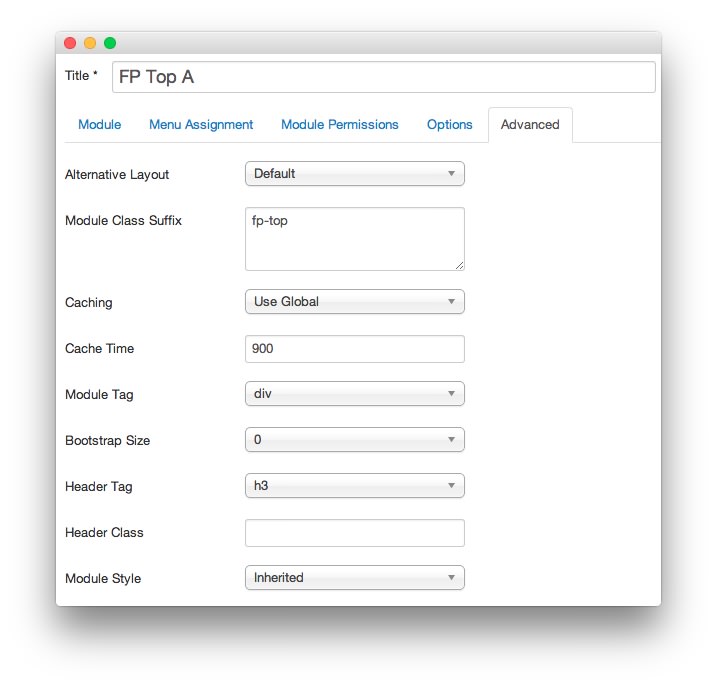 Title * FP Top A
Module Menu Assignment Module Permissions Options Advanced
Alternative Layout Default
Module Class Suffix fp-top
Caching Use Global
Cache Time 900
Module Tag div
Bootstrap Size 0
Header Tag h3
Header Class
Module Style Inherited